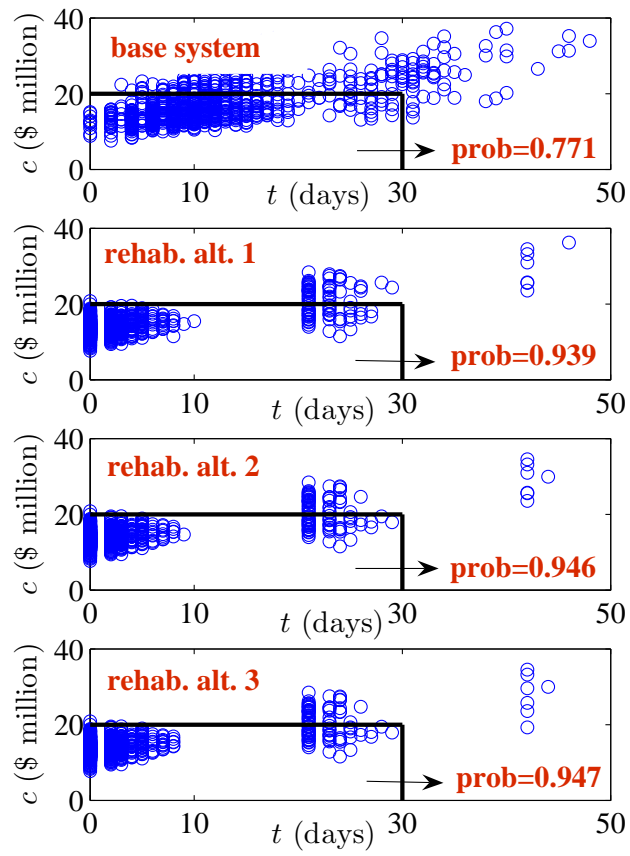 40
base system
c ($ million)
20
prob=0.771
0
0 10 30 50
t (days)
40
rehab. alt. 1
c ($ million)
20
prob=0.939
0
0 10 30 50
t (days)
40
rehab. alt. 2
c ($ million)
20
prob=0.946
0
0 10 30 50
t (days)
40
rehab. alt. 3
c ($ million)
20
prob=0.947
0
0 10 30 50
t (days)